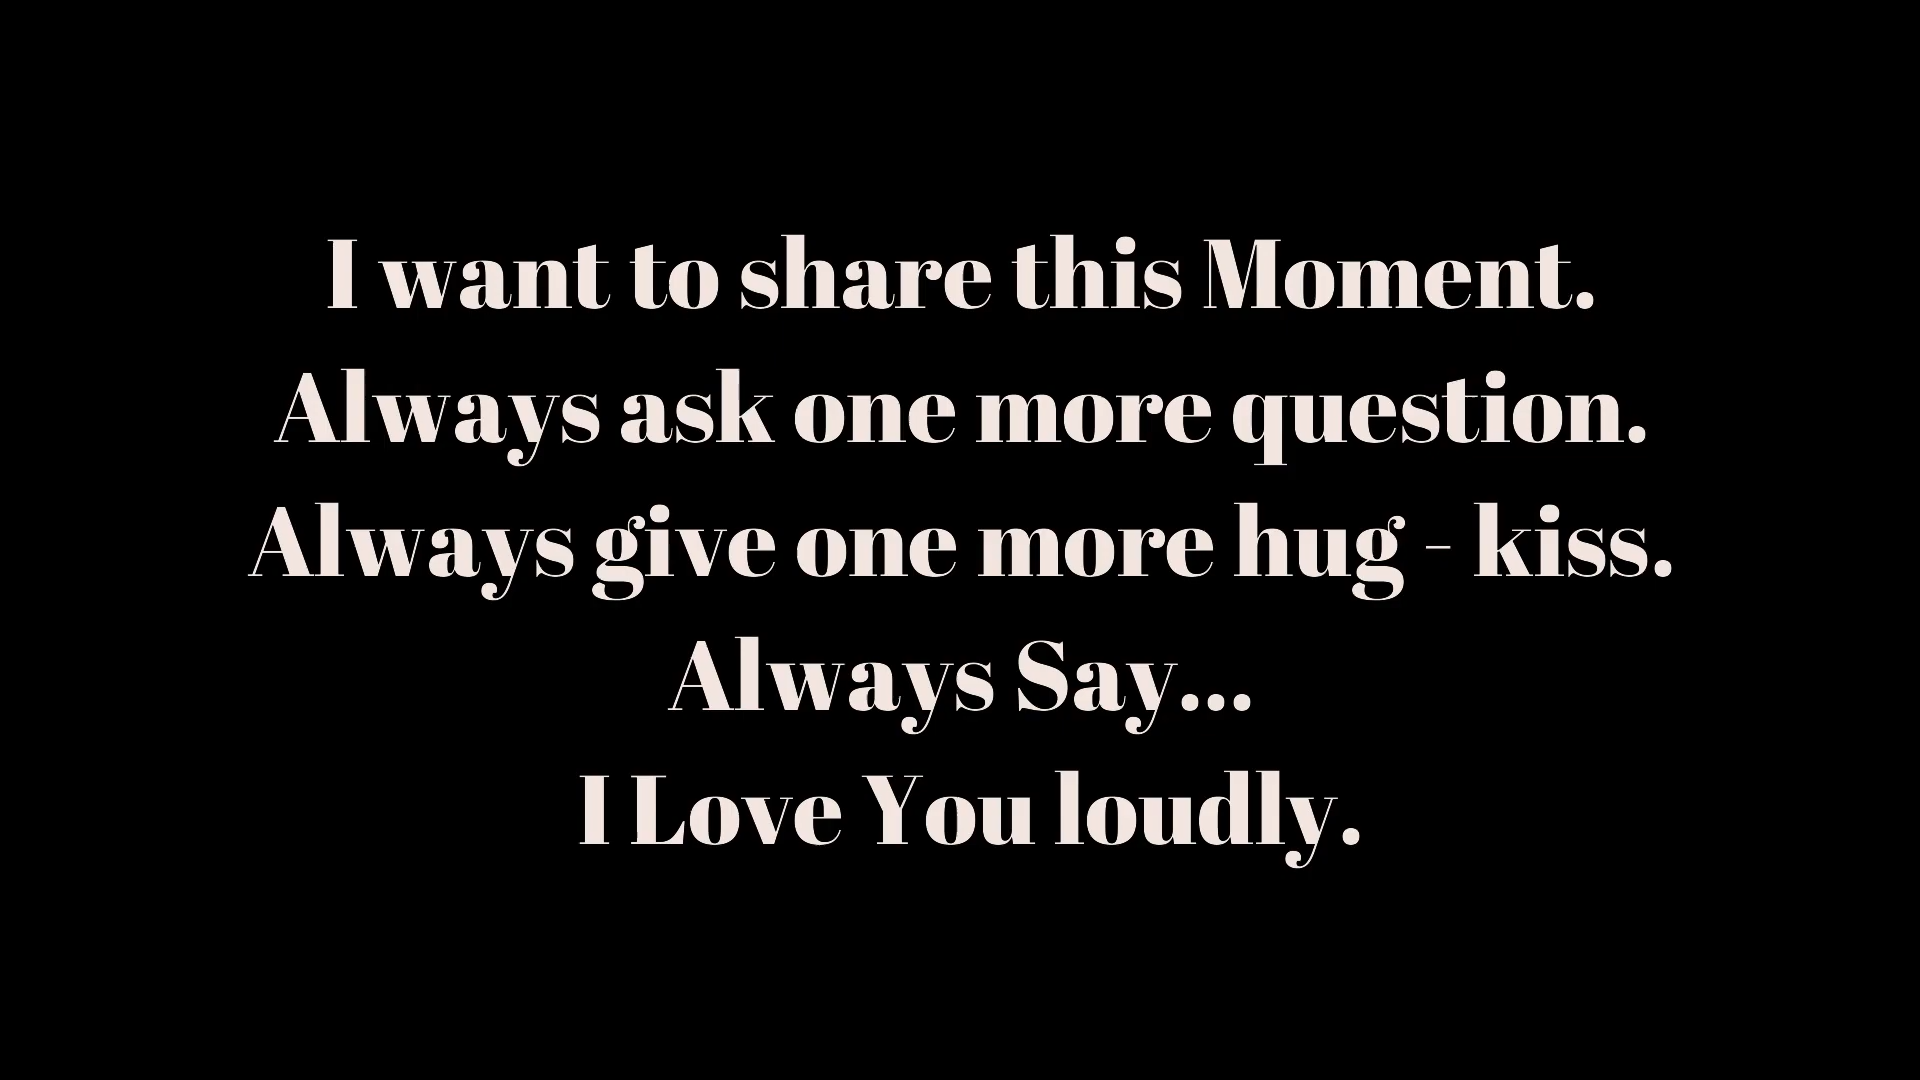 I want to share this Moment.
Always ask one more question.
Always give one more hug - kiss.
Always Say...
I Love You loudly.